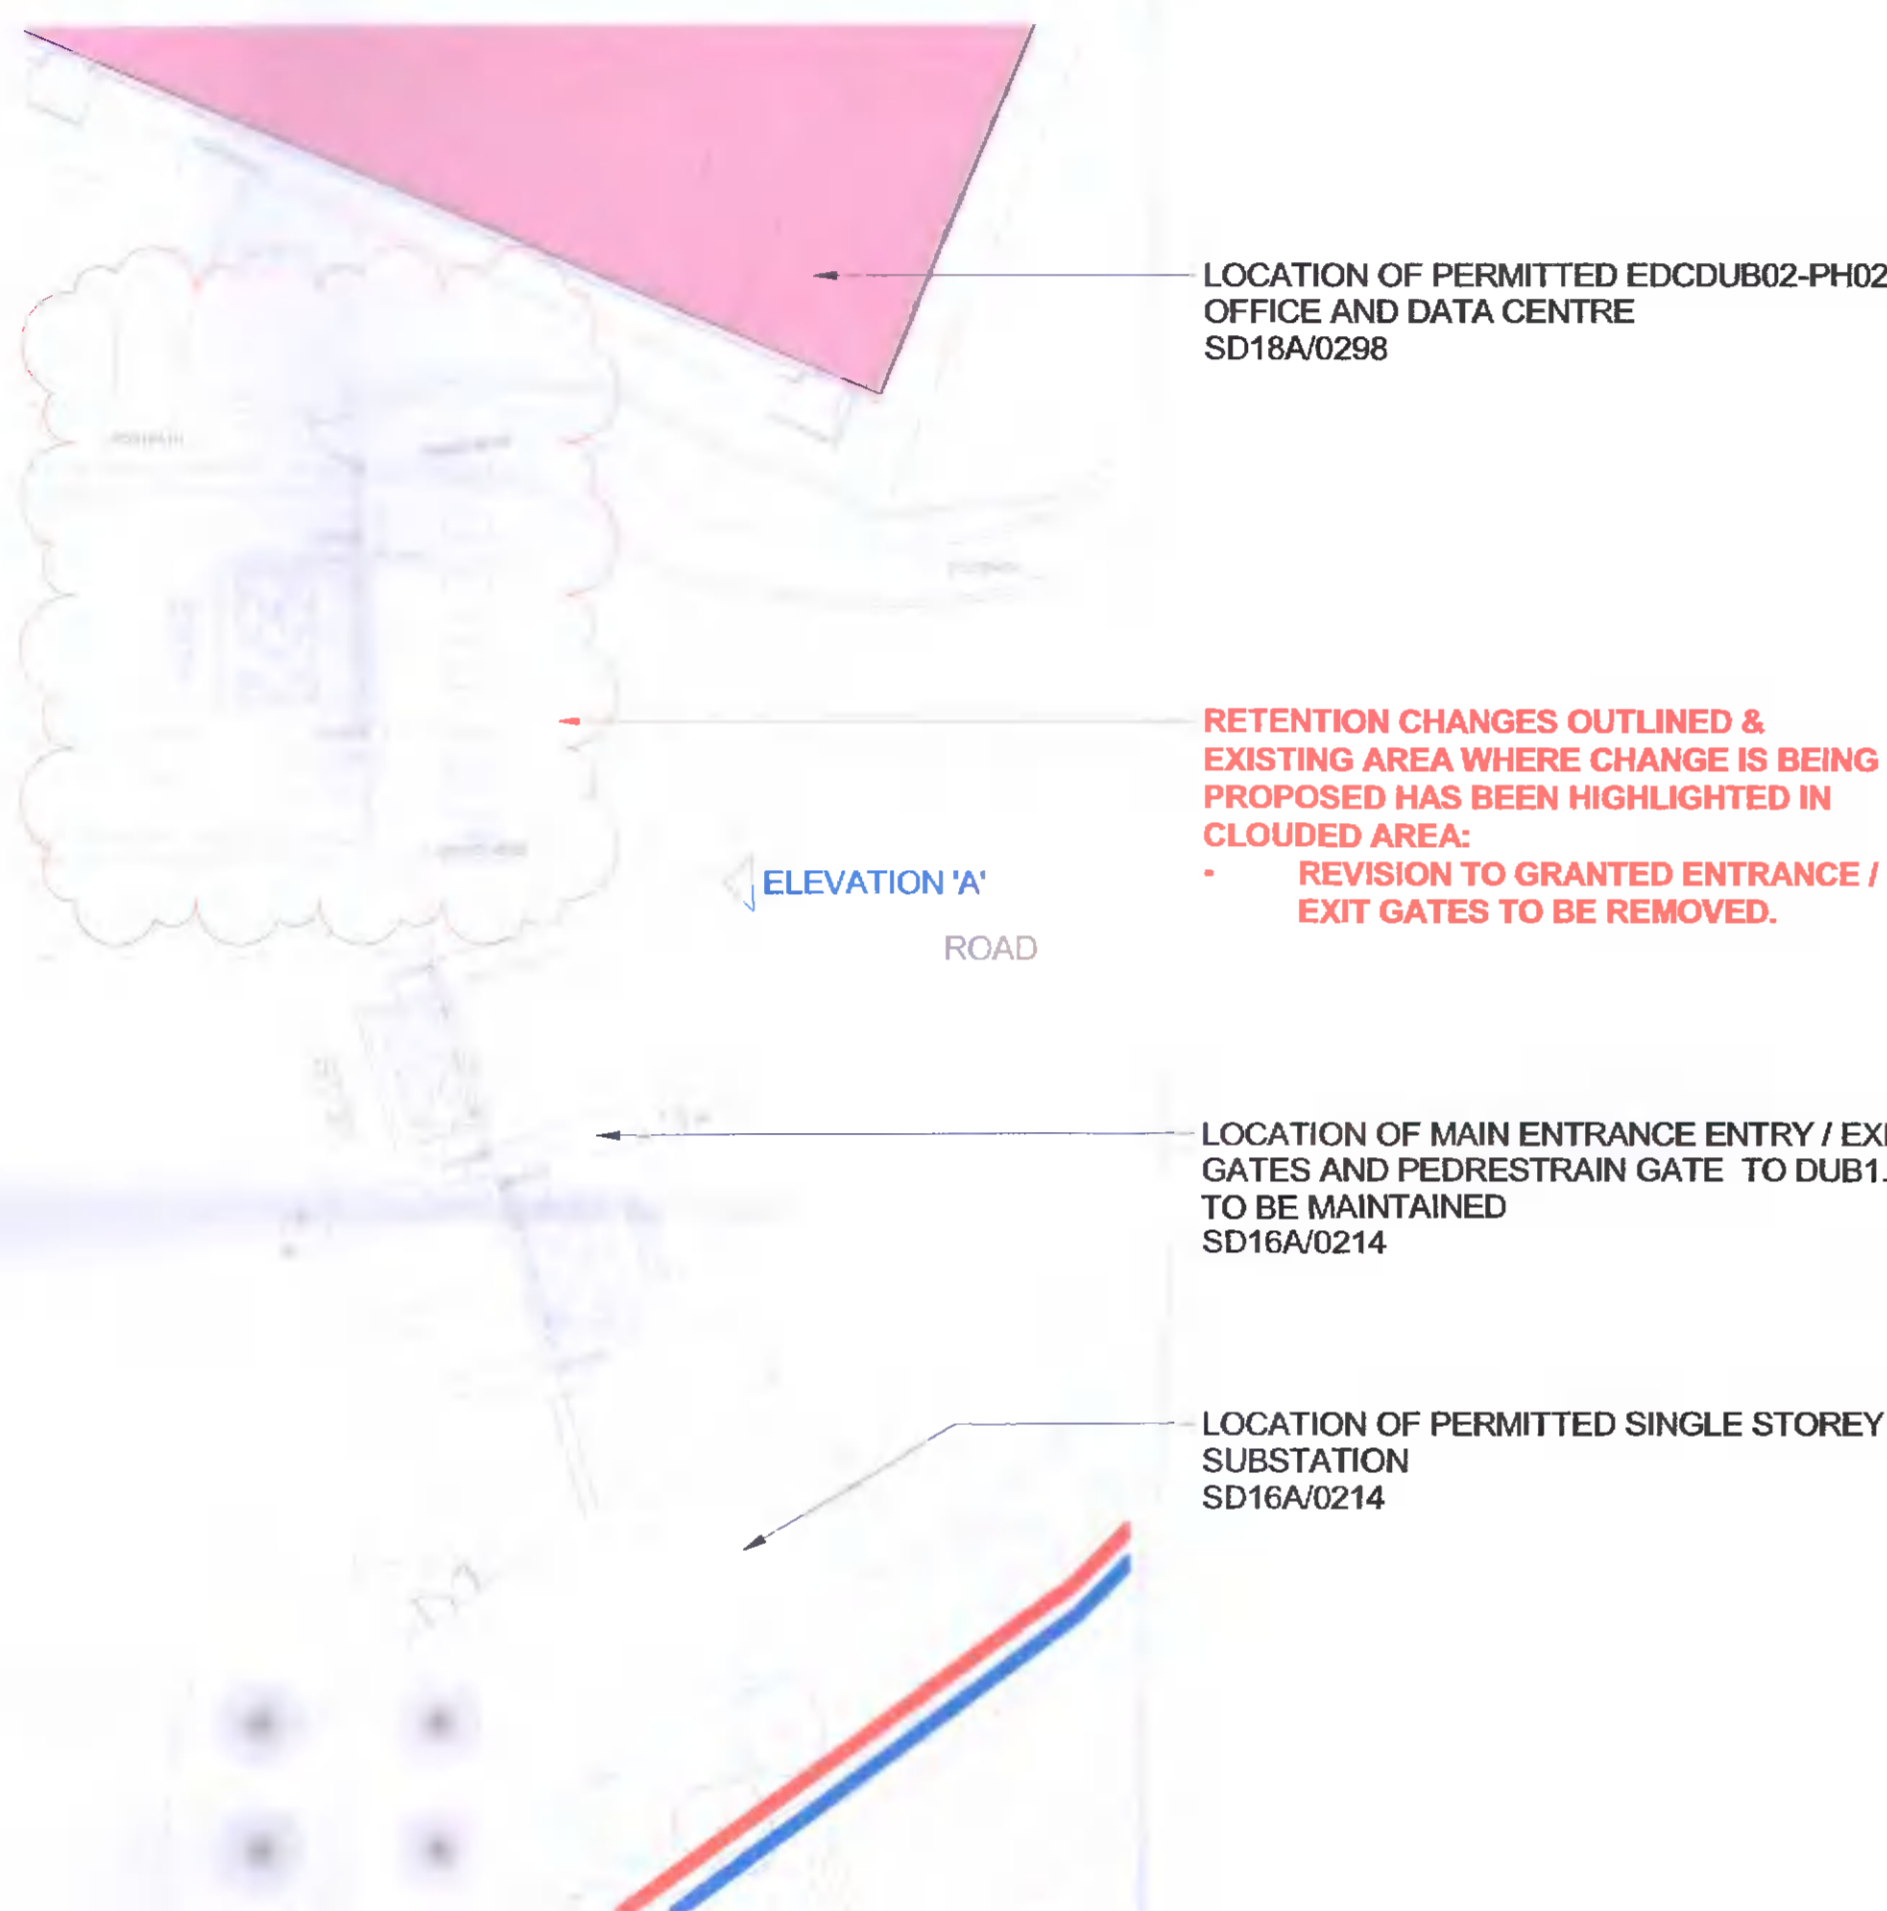 LOCATION OF PERMITTED EDCDUB02-PH02
OFFICE AND DATA CENTRE
SD18A/0298
RETENTION CHANGES OUTLINED &
EXISTING AREA WHERE CHANGE IS BEING
PROPOSED HAS BEEN HIGHLIGHTED IN
CLOUDED AREA:
• REVISION TO GRANTED ENTRANCE /
EXIT GATES TO BE REMOVED.
ELEVATION 'A'
ROAD
LOCATION OF MAIN ENTRANCE ENTRY /
GATES AND PEDRESTRAIN GATE TO DUB1.
TO BE MAINTAINED
SD16A/0214
LOCATION OF PERMITTED SINGLE STOREY
SUBSTATION
SD16A/0214